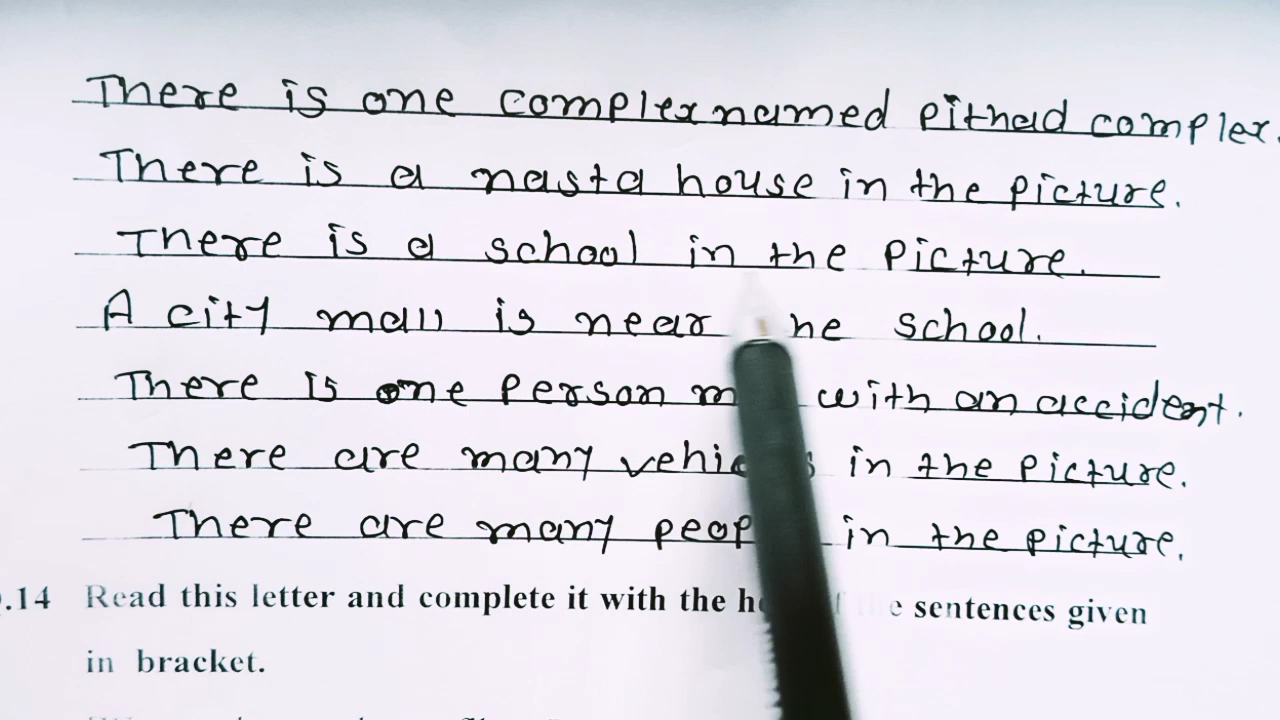 There is one complex named pithad complex.
There is a nasta house in the picture.
There is a school in the picture.
A city mall is near he school.
There is one person m with an accident.
There are many vehic s in the picture.
There are many peop in the picture.
.14 Read this letter and complete it with the h e sentences given
in bracket.